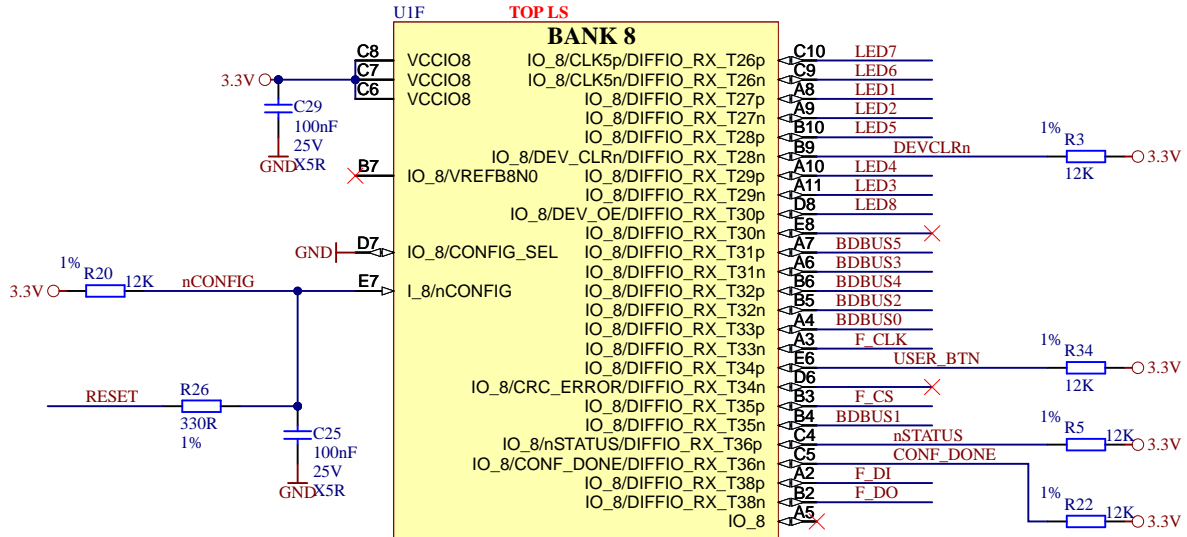 U1F TOP LS
BANK 8
C8 VCCIO8 IO_8/CLK5p/DIFFIO_RX_T26p C10 LED7
3.3V C7 VCCIO8 IO_8/CLK5n/DIFFIO_RX_T26n C9 LED6
C6 VCCIO8 IO_8/DIFFIO_RX_T27p A8 LED1
C29 IO_8/DIFFIO_RX_T27n A9 LED2
100nF IO_8/DIFFIO_RX_T28p B10 LED5 1% R3
25V IO_8/DEV_CLRn/DIFFIO_RX_T28n B9 DEVCLRn 3.3V
GND X5R B7 IO_8/VREFB8N0 IO_8/DIFFIO_RX_T29p A10 LED4 12K
IO_8/DIFFIO_RX_T29n A11 LED3
IO_8/DEV_OE/DIFFIO_RX_T30p D8 LED8
IO_8/DIFFIO_RX_T30n E8
GND D7 IO_8/CONFIG_SEL IO_8/DIFFIO_RX_T31p A7 BDBUS5
1% R20 IO_8/DIFFIO_RX_T31n A6 BDBUS3
3.3V 12K nCONFIG E7 I_8/nCONFIG IO_8/DIFFIO_RX_T32p B6 BDBUS4
IO_8/DIFFIO_RX_T32n B5 BDBUS2
IO_8/DIFFIO_RX_T33p A4 BDBUS0
IO_8/DIFFIO_RX_T33n A3 F_CLK 1% R34
IO_8/DIFFIO_RX_T34p E6 USER_BTN 3.3V
R26 IO_8/CRC_ERROR/DIFFIO_RX_T34n D6 12K
RESET IO_8/DIFFIO_RX_T35p B3 F_CS
330R C25 IO_8/DIFFIO_RX_T35n B4 BDBUS1 1% R5
1% 100nF IO_8/nSTATUS/DIFFIO_RX_T36p C4 nSTATUS 12K 3.3V
25V IO_8/CONF_DONE/DIFFIO_RX_T36n C5 CONF_DONE
GND X5R IO_8/DIFFIO_RX_T38p A2 F_DI
IO_8/DIFFIO_RX_T38n B2 F_DO 1% R22
IO_8 A5 12K 3.3V